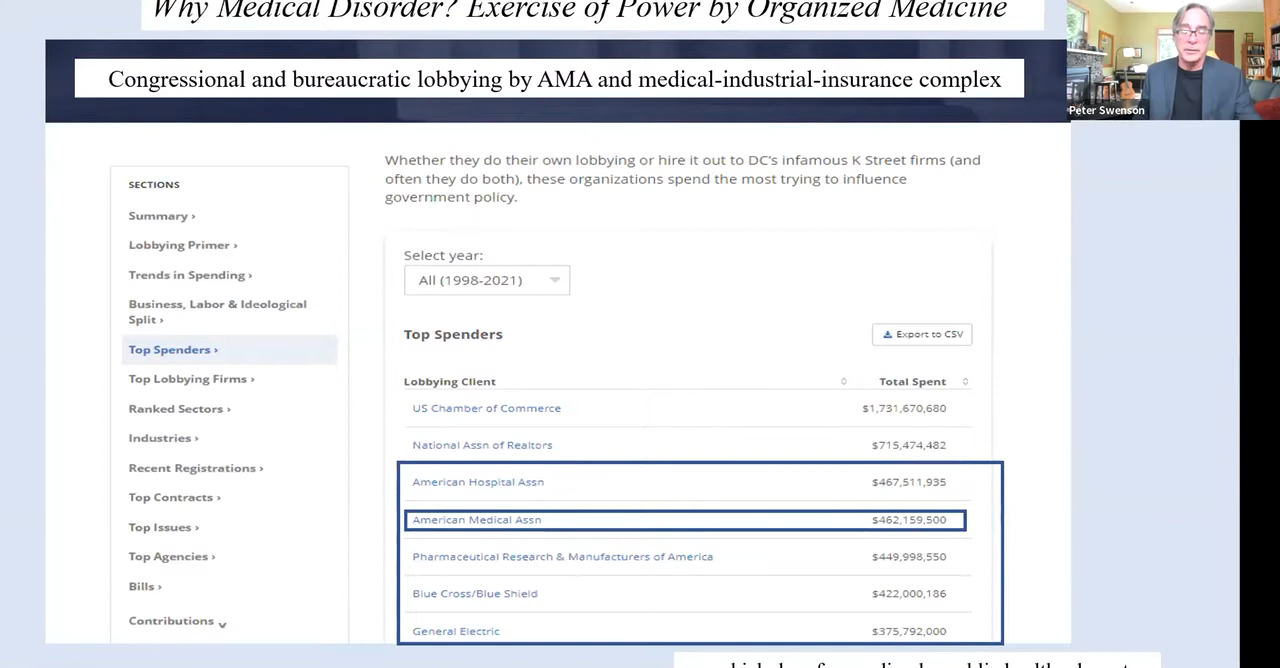 Why Medical Disorder? Exercise of Power by Organized Medicine
Congressional and bureaucratic lobbying by AMA and medical-industrial-insurance complex
Peter Swenson
Whether they do their own lobbying or hire it out to DC's infamous K Street firms (and
often they do both), these organizations spend the most trying to influence
government policy.
SECTIONS
Summary ›
Lobbying Primer ›
Trends in Spending ›
Business, Labor & Ideological
Split ›
Top Spenders ›
Top Lobbying Firms ›
Ranked Sectors ›
Industries ›
Recent Registrations ›
Top Contracts ›
Top Issues ›
Top Agencies ›
Bills ›
Contributions
Select year:
All (1998-2021)
Top Spenders
Export to CSV
Lobbying Client Total Spent
US Chamber of Commerce $1,731,670,680
National Assn of Realtors $715,474,482
American Hospital Assn $467,511,935
American Medical Assn $462,159,500
Pharmaceutical Research & Manufacturers of America $449,998,550
Blue Cross/Blue Shield $422,000,186
General Electric $375,792,000